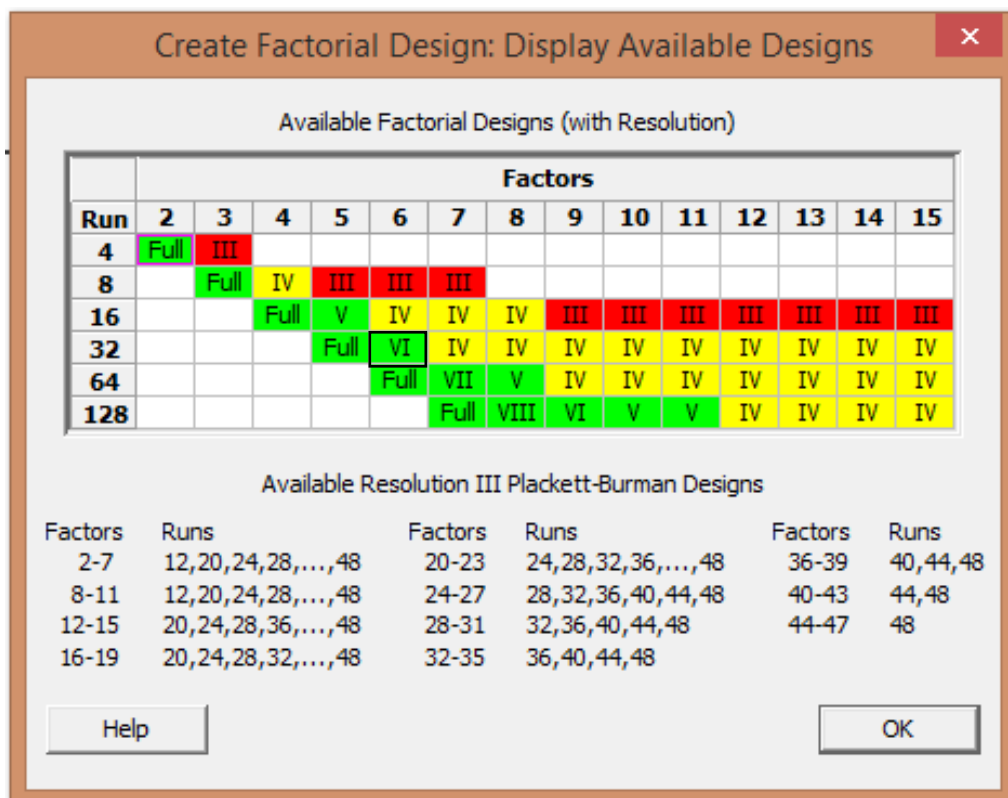 Create Factorial Design: Display Available Designs
Available Factorial Designs (with Resolution)
Factors
Run 2 3 4 5 6 7 8 9 10 11 12 13 14 15
4 Full III
8 Full IV III III III
16 Full V IV IV IV III III III III III III III
32 Full VI IV IV IV IV IV IV IV IV IV
64 Full VII V IV IV IV IV IV IV IV
128 Full VIII VI V V IV IV IV IV
Available Resolution III Plackett-Burman Designs
Factors Runs Factors Runs Factors Runs
2-7 12,20,24,28,...,48 20-23 24,28,32,36,...,48 36-39 40,44,48
8-11 12,20,24,28,...,48 24-27 28,32,36,40,44,48 40-43 44,48
12-15 20,24,28,36,...,48 28-31 32,36,40,44,48 44-47 48
16-19 20,24,28,32,...,48 32-35 36,40,44,48
Help OK